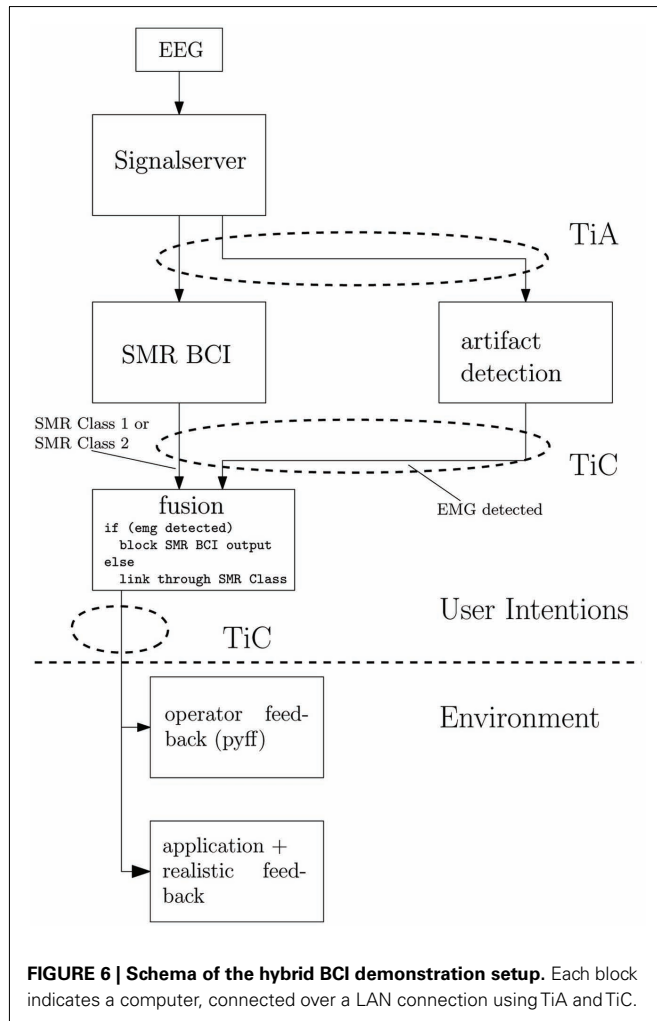 EEG
Signalserver
TiA
SMR BCI
artifact
detection
SMR Class 1 or
SMR Class 2
TiC
EMG detected
fusion
if (emg detected)
block SMR BCI output
else
link through SMR Class
User Intentions
TiC
Environment
operator feed-
back (pyff)
application +
realistic feed-
back
FIGURE 6 | Schema of the hybrid BCI demonstration setup. Each block
indicates a computer, connected over a LAN connection using TiA and TiC.